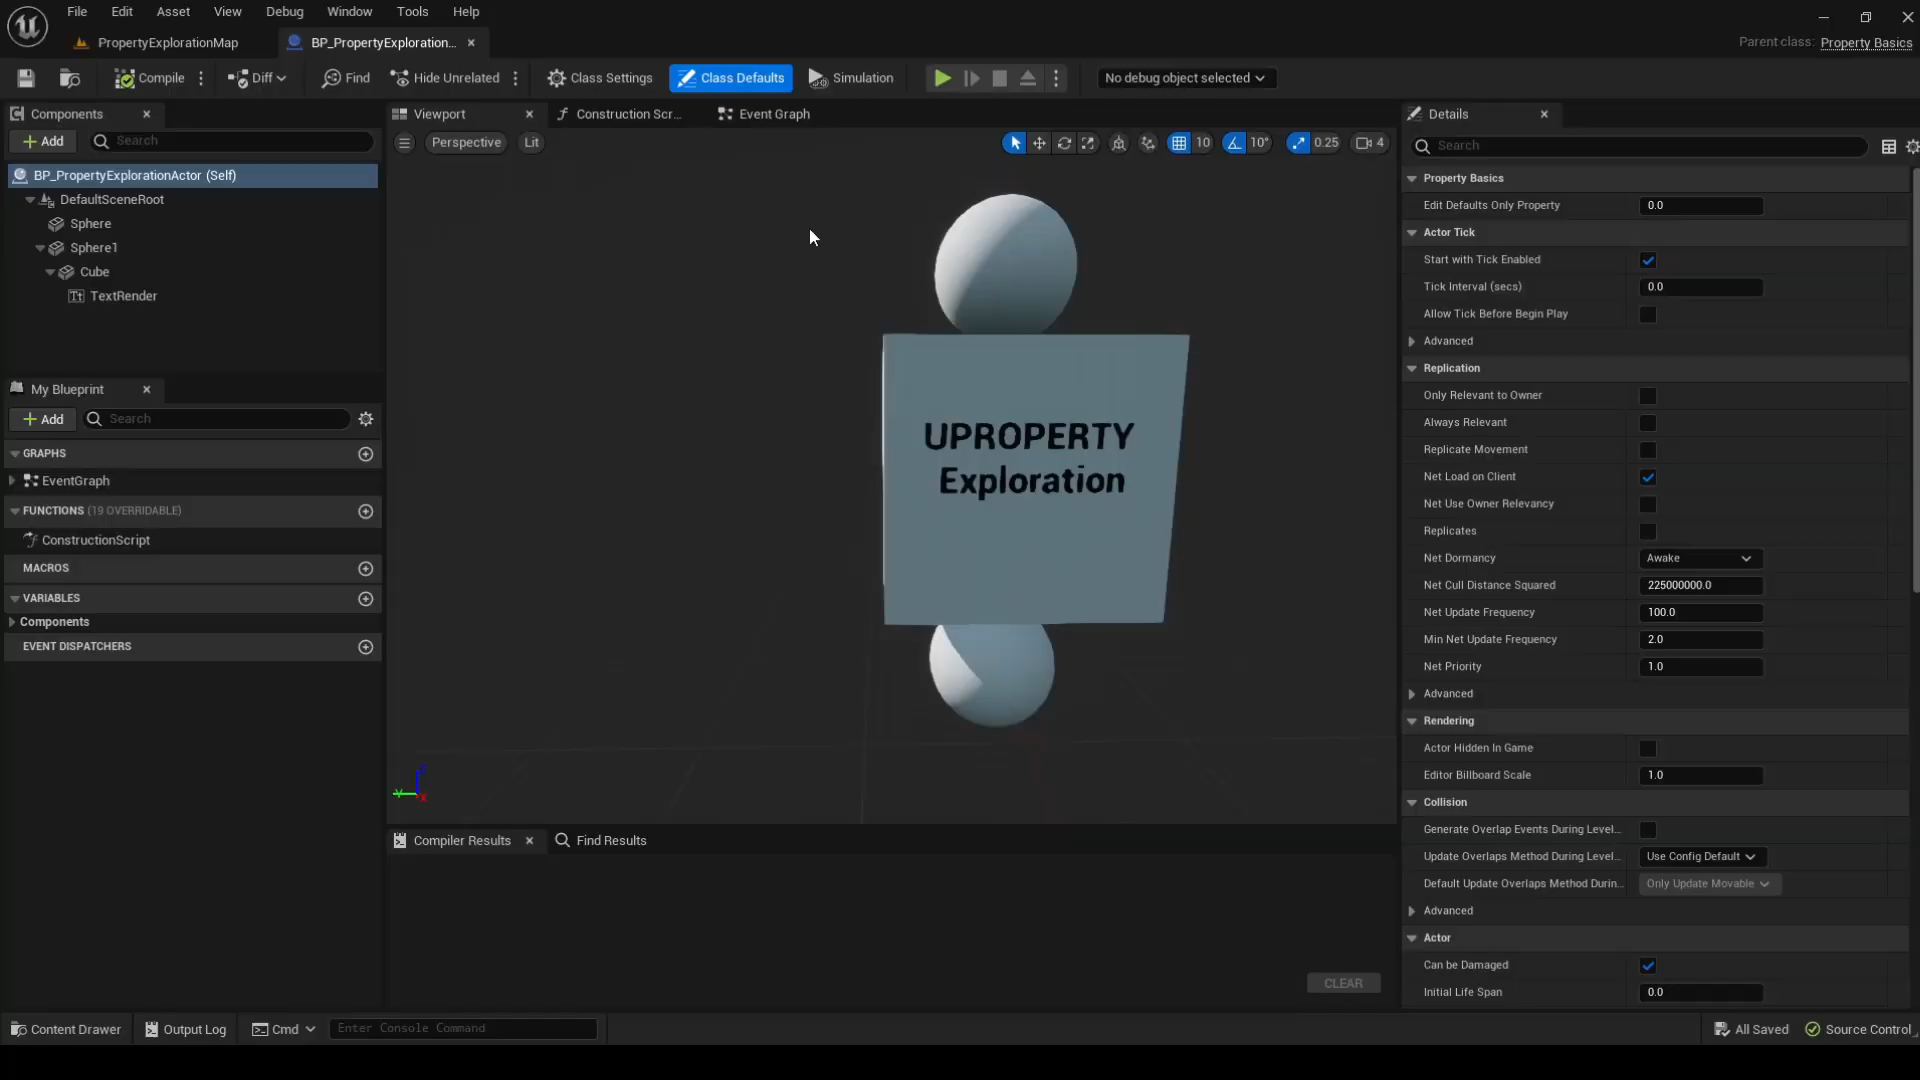 File Edit Asset View Debug Window Tools Help
PropertyExplorationMap BP_PropertyExploration... Parent class: Property Basics
Compile Diff Find Hide Unrelated Class Settings Class Defaults Simulation No debug object selected
Components
Add Search
BP_PropertyExplorationActor (Self)
DefaultSceneRoot
Sphere
Sphere1
Cube
TextRender
My Blueprint
Add Search
GRAPHS
EventGraph
FUNCTIONS (19 OVERRIDABLE)
ConstructionScript
MACROS
VARIABLES
Components
EVENT DISPATCHERS
Viewport Construction Scr... Event Graph
Perspective Lit 10 10° 0.25 4
UPROPERTY
Exploration
Z
Y X
Compiler Results Find Results
CLEAR
Details
Search
Property Basics
Edit Defaults Only Property 0.0
Actor Tick
Start with Tick Enabled
Tick Interval (secs) 0.0
Allow Tick Before Begin Play
Advanced
Replication
Only Relevant to Owner
Always Relevant
Replicate Movement
Net Load on Client
Net Use Owner Relevancy
Replicates
Net Dormancy Awake
Net Cull Distance Squared 225000000.0
Net Update Frequency 100.0
Min Net Update Frequency 2.0
Net Priority 1.0
Advanced
Rendering
Actor Hidden In Game
Editor Billboard Scale 1.0
Collision
Generate Overlap Events During Level...
Update Overlaps Method During Level... Use Config Default
Default Update Overlaps Method Durin... Only Update Movable
Advanced
Actor
Can be Damaged
Initial Life Span 0.0
Content Drawer Output Log Cmd Enter Console Command All Saved Source Control